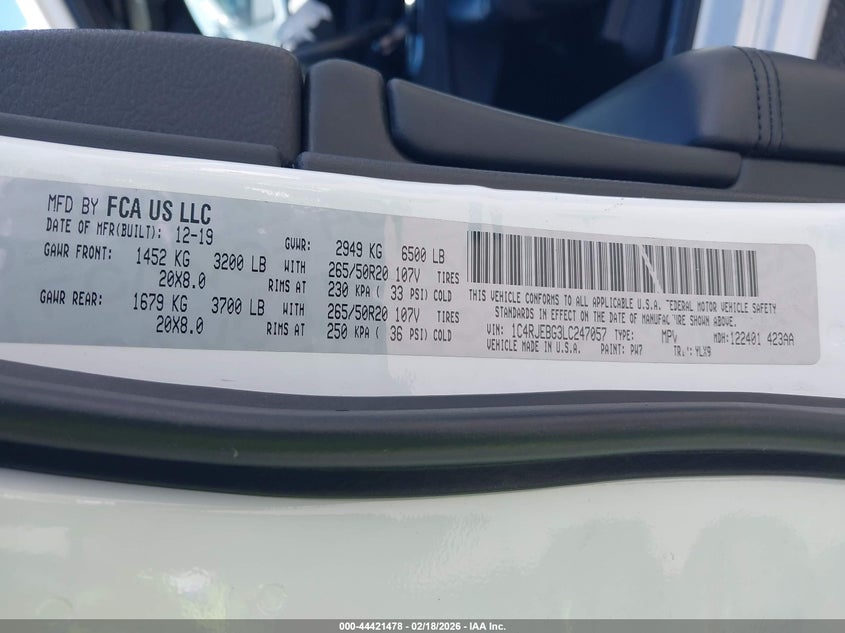 MFD BY FCA US LLC
DATE OF MFR(BUILT): 12-19 GVWR: 2949 KG 6500 LB
GAWR FRONT: 1452 KG 3200 LB WITH 265/50R20 107V TIRES
20X8.0 RIMS AT 230 KPA ( 33 PSI) COLD
GAWR REAR: 1679 KG 3700 LB WITH 265/50R20 107V TIRES
20X8.0 RIMS AT 250 KPA ( 36 PSI) COLD
THIS VEHICLE CONFORMS TO ALL APPLICABLE U.S.A. FEDERAL MOTOR VEHICLE SAFETY
STANDARDS IN EFFECT ON THE DATE OF MANUFACTURE SHOWN ABOVE.
VIN: 1C4RJEBG3LC247057 TYPE: MPV MDH:122401 423AA
VEHICLE MADE IN U.S.A. PAINT: PW7 YLX9
000-44421478 - 02/18/2026 - IAA Inc.